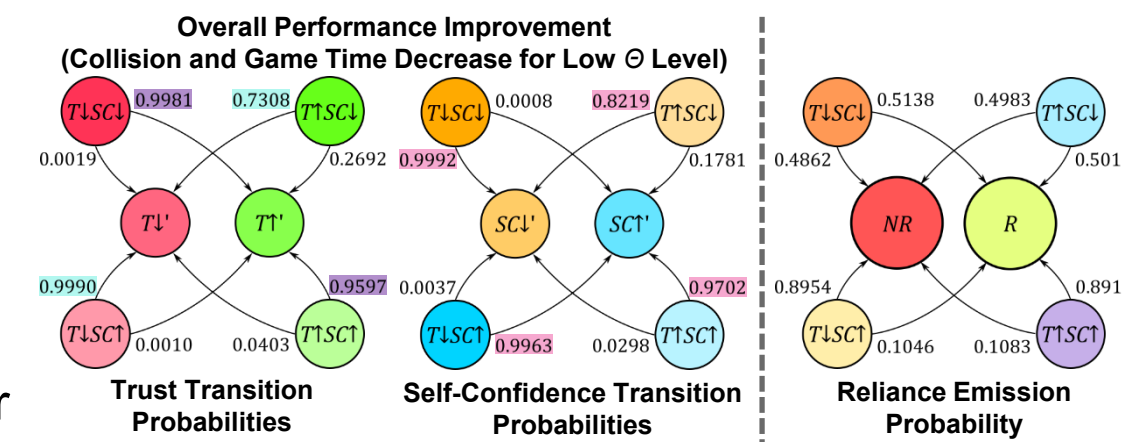 Overall Performance Improvement
(Collision and Game Time Decrease for Low Θ Level)
T↓SC↓ 0.9981 0.7308 T↑SC↓
0.0019 0.2692
T↓' T↑'
0.9990 0.9597
T↓SC↑ 0.0010 0.0403 T↑SC↑
Trust Transition
Probabilities
T↓SC↓ 0.0008 0.8219 T↑SC↓
0.9992 0.1781
SC↓' SC↑'
0.0037 0.9702
T↓SC↑ 0.9963 0.0298 T↑SC↑
Self-Confidence Transition
Probabilities
T↓SC↓ 0.5138 0.4983 T↑SC↓
0.4862 0.501
NR R
0.8954 0.891
T↓SC↑ 0.1046 0.1083 T↑SC↑
Reliance Emission
Probability
r